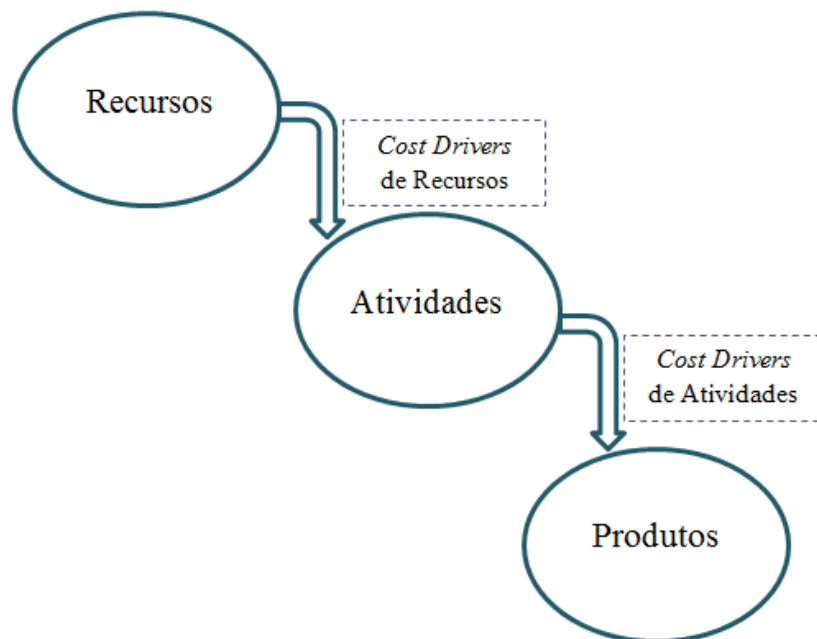 Recursos
Cost Drivers
de Recursos
Atividades
Cost Drivers
de Atividades
Produtos